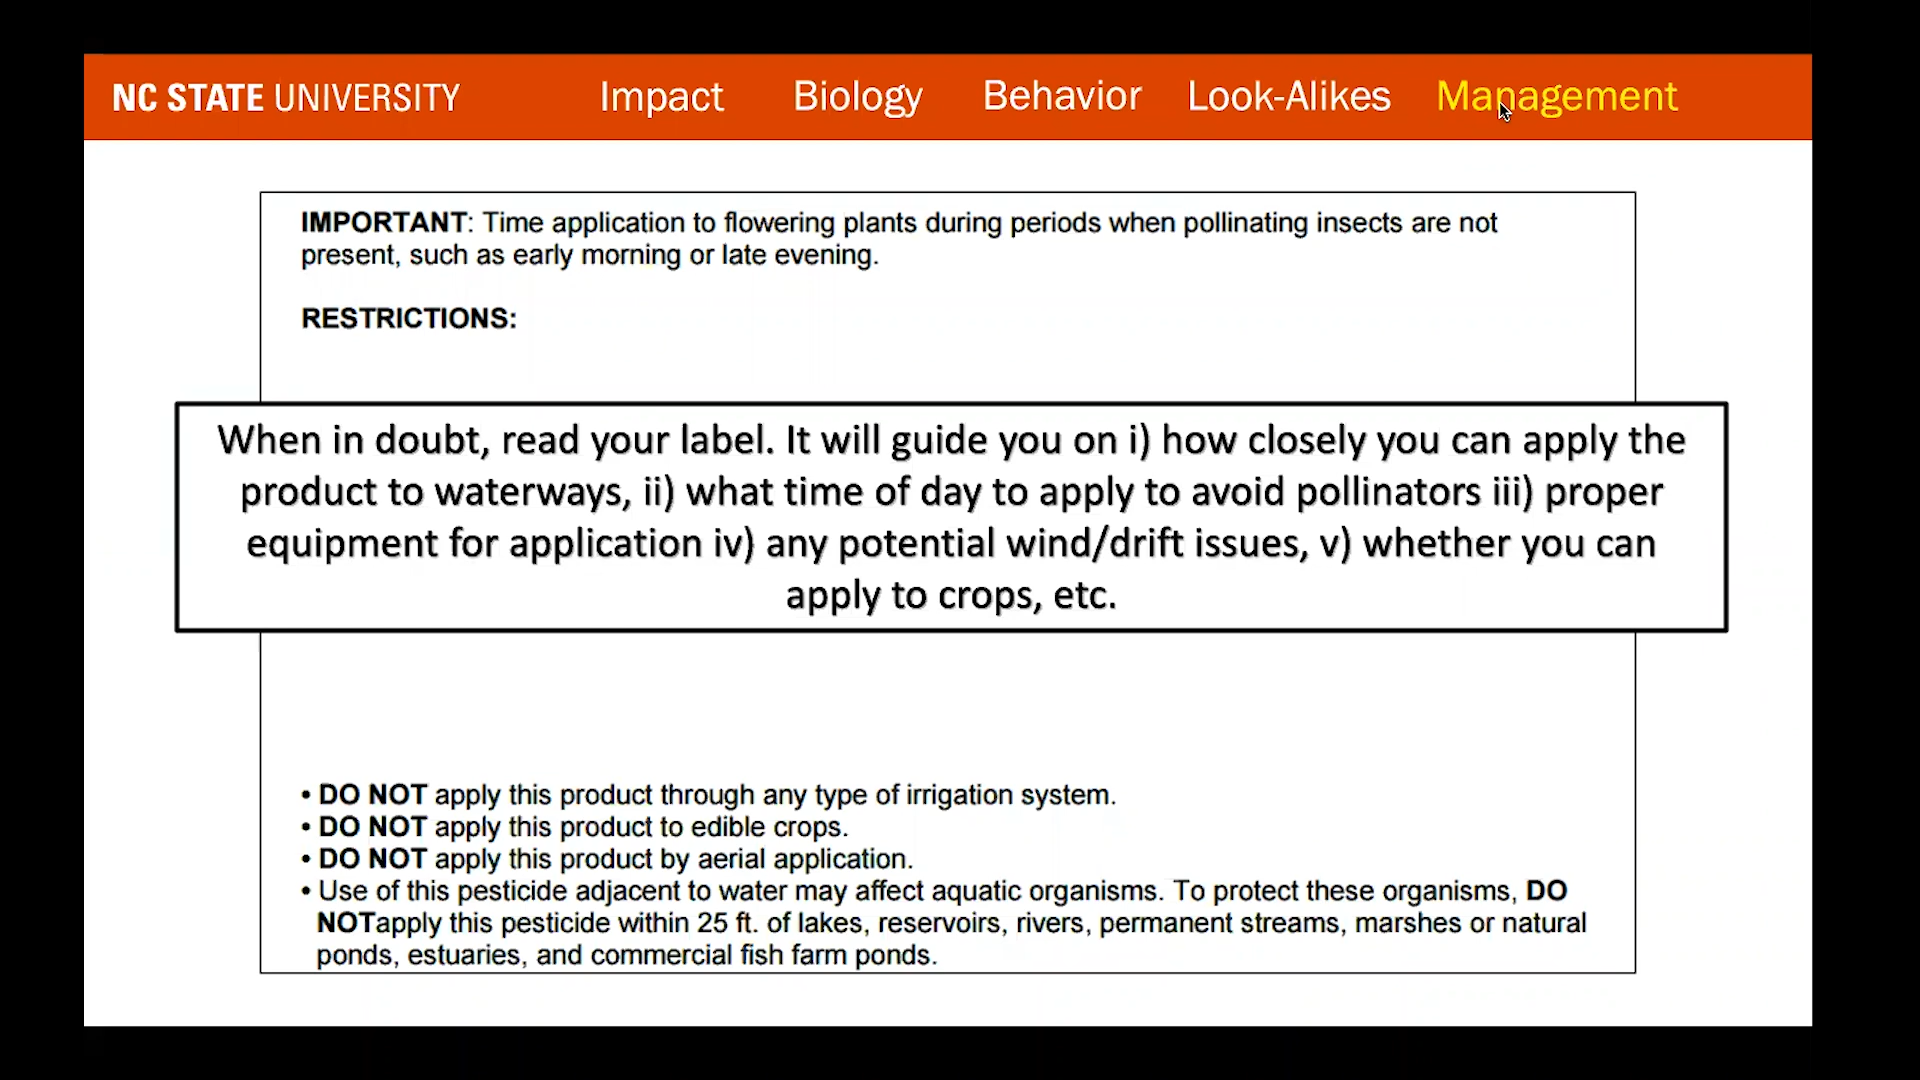 NC STATE UNIVERSITY Impact Biology Behavior Look-Alikes Management
IMPORTANT: Time application to flowering plants during periods when pollinating insects are not
present, such as early morning or late evening.
RESTRICTIONS:
When in doubt, read your label. It will guide you on i) how closely you can apply the
product to waterways, ii) what time of day to apply to avoid pollinators iii) proper
equipment for application iv) any potential wind/drift issues, v) whether you can
apply to crops, etc.
• DO NOT apply this product through any type of irrigation system.
• DO NOT apply this product to edible crops.
• DO NOT apply this product by aerial application.
• Use of this pesticide adjacent to water may affect aquatic organisms. To protect these organisms, DO
NOTapply this pesticide within 25 ft. of lakes, reservoirs, rivers, permanent streams, marshes or natural
ponds, estuaries, and commercial fish farm ponds.